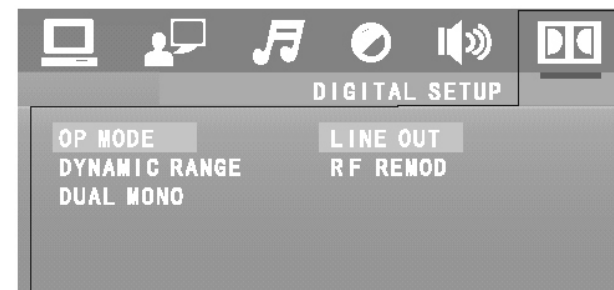 DIGITAL SETUP
OP MODE
LINE OUT
DYNAMIC RANGE
RF REMOD
DUAL MONO